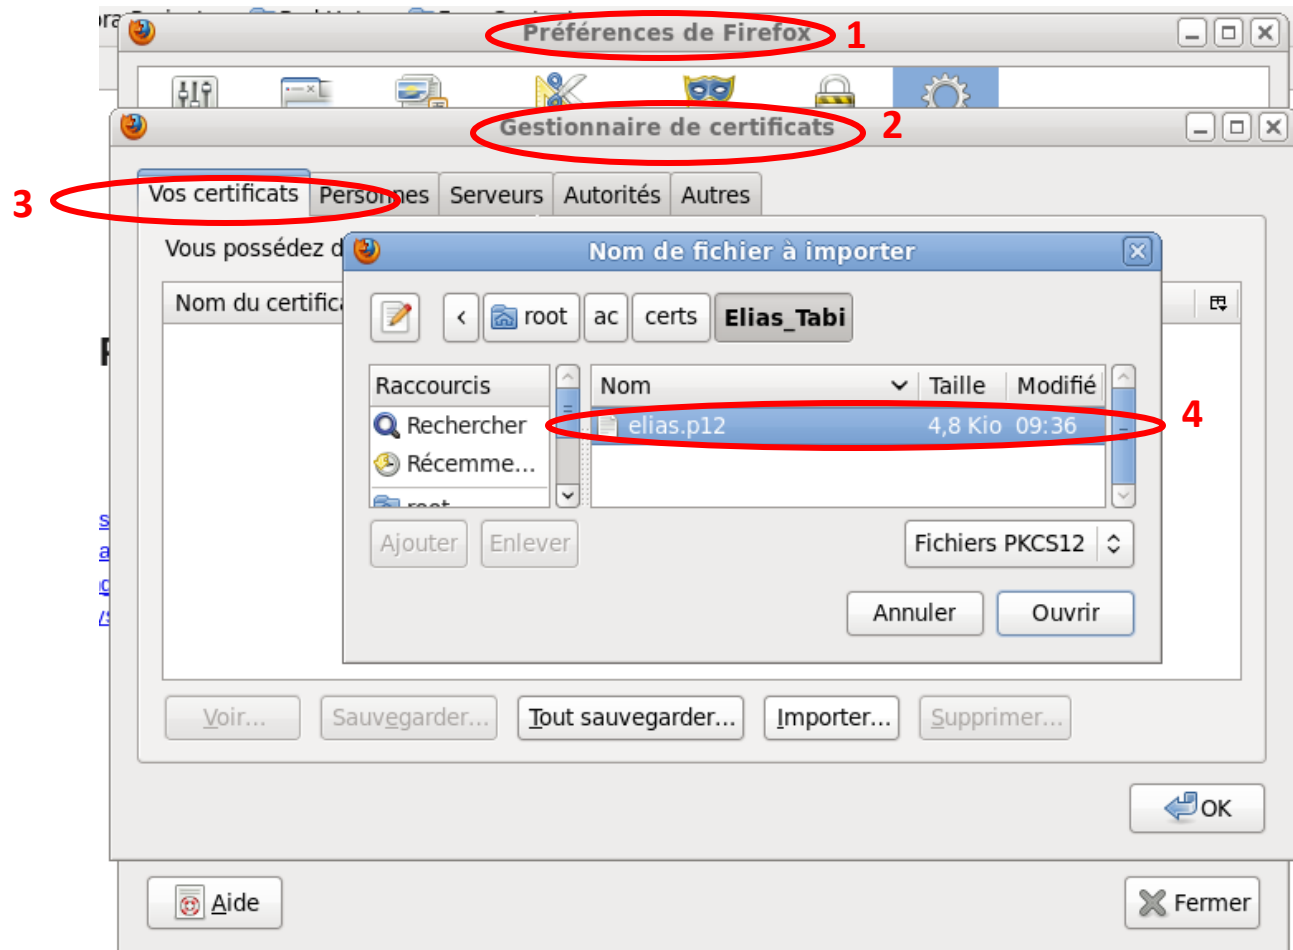 Préférences de Firefox 1
Gestionnaire de certificats 2
3 Vos certificats Personnes Serveurs Autorités Autres
Vous possédez d
Nom de fichier à importer
Nom du certifica
root ac certs Elias_Tabi
Raccourcis Nom Taille Modifié
Rechercher elias.p12 4,8 Kio 09:36 4
Récemme...
root
Ajouter Enlever Fichiers PKCS12
Annuler Ouvrir
Voir... Sauvegarder... Tout sauvegarder... Importer... Supprimer...
OK
Aide Fermer